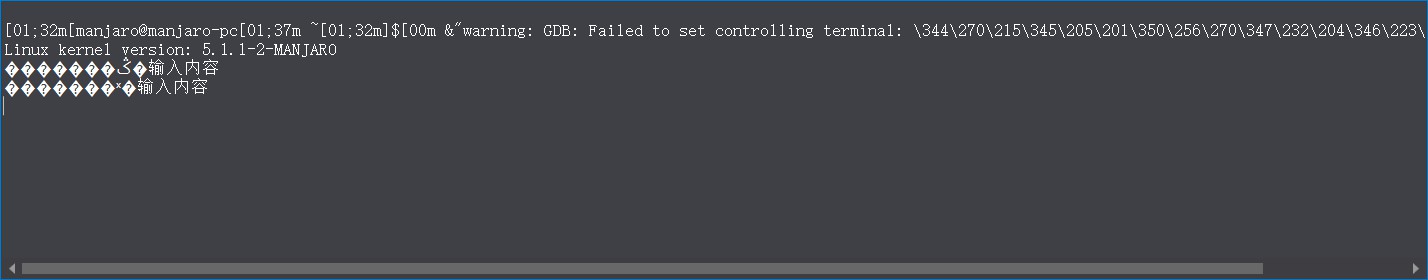 [01;32m[manjaro@manjaro-pc[01;37m ~[01;32m]$[00m &"warning: GDB: Failed to set controlling terminal: \344\270\215\345\205\201\350\256\270\347\232\204\346\223\
Linux kernel version: 5.1.1-2-MANJARO
输入内容
输入内容